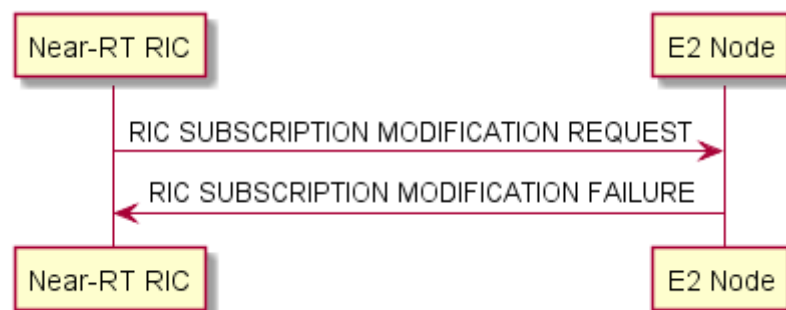 Near-RT RIC
E2 Node
RIC SUBSCRIPTION MODIFICATION REQUEST
RIC SUBSCRIPTION MODIFICATION FAILURE
Near-RT RIC
E2 Node